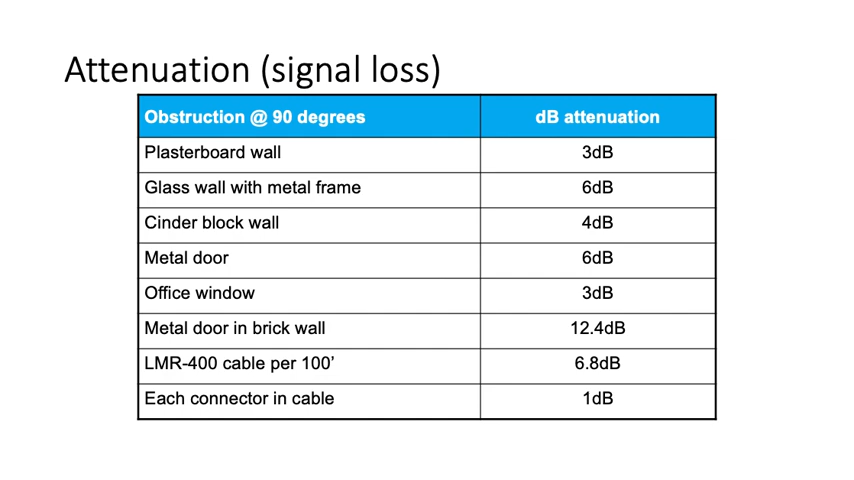 Attenuation (signal loss)
Obstruction @ 90 degrees dB attenuation
Plasterboard wall 3dB
Glass wall with metal frame 6dB
Cinder block wall 4dB
Metal door 6dB
Office window 3dB
Metal door in brick wall 12.4dB
LMR-400 cable per 100’ 6.8dB
Each connector in cable 1dB